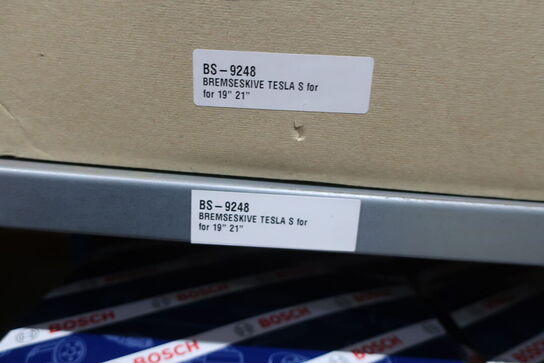 BS-9248
BREMSESKIVE TESLA S for
for 19" 21"
BS-9248
BREMSESKIVE TESLA S for
for 19" 21"
BOSCH
BOSCH
BOSCH
BOSCH
BOSCH
BOSCH